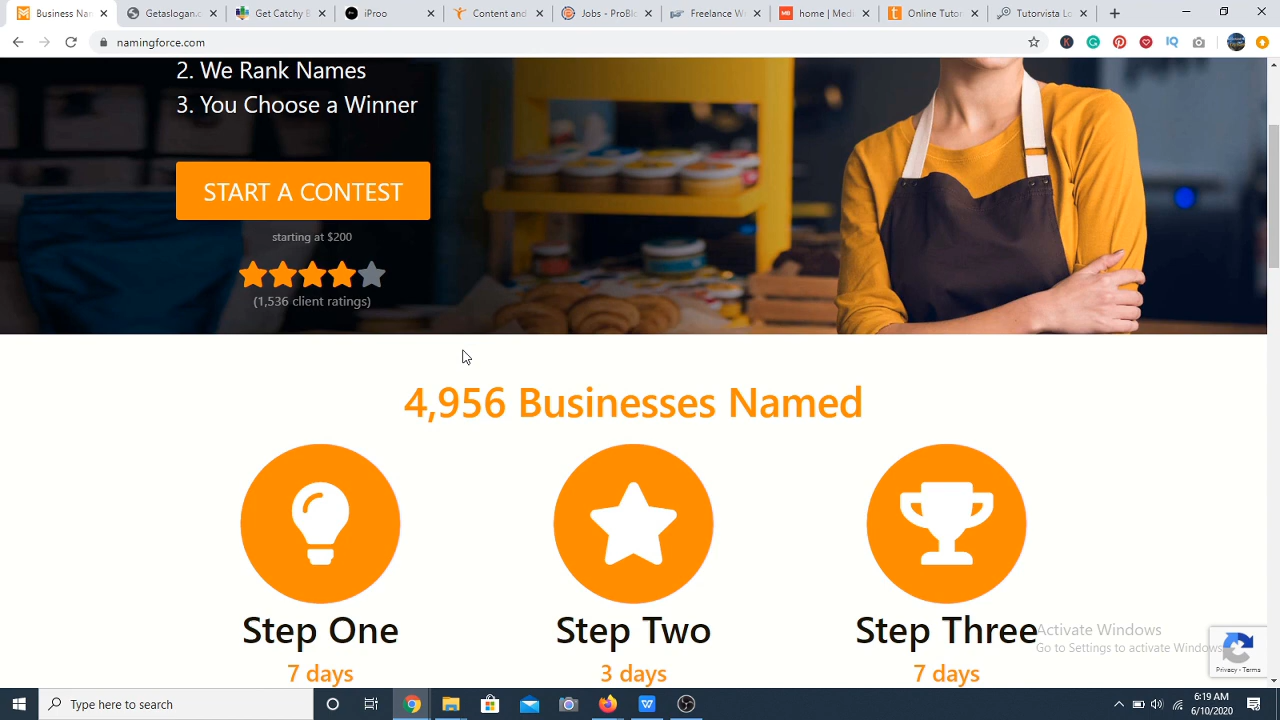 Business Nan
Getaslogan.c
Get Catchy B
iProo
Content and
Jobs - ProBlo
Freelance W
home | Medi
Online Tutor
Tutorvista Lo
namingforce.com
2. We Rank Names
3. You Choose a Winner
START A CONTEST
starting at $200
(1,536 client ratings)
4,956 Businesses Named
Step One
Step Two
Step Three
7 days
3 days
7 days
Activate Windows
Go to Settings to activate Windows
Privacy - Terms
Type here to search
6:19 AM
6/10/2020